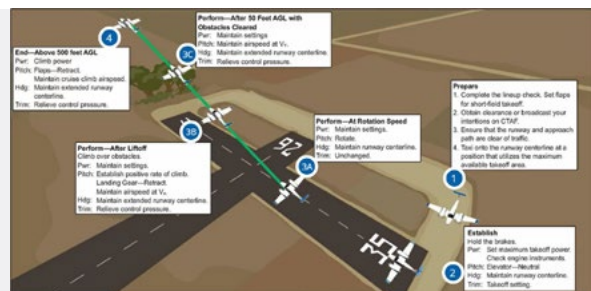 4
End—Above 500 feet AGL
Pwr: Climb power
Pitch: Flaps—Retract.
Maintain cruise climb airspeed.
Hdg: Maintain extended runway
centerline.
Trim: Relieve control pressure.
3C
Perform—After 50 Feet AGL with
Obstacles Cleared
Pwr: Maintain settings
Pitch: Maintain airspeed at
Hdg: Maintain extended runway centerline.
Trim: Relieve control pressure.
3B
Perform—After Liftoff
Climb over obstacles.
Pwr: Maintain settings.
Pitch: Establish positive rate of climb.
Landing Gear—Retract.
Maintain airspeed at
Hdg: Maintain extended runway centerline.
Trim: Relieve control pressure.
3A
Perform—At Rotation Speed
Pwr: Maintain settings.
Pitch: Rotate.
Hdg: Maintain runway centerline.
Trim: Unchanged.
26
Prepare
1. Complete the lineup check. Set flaps
for short-field takeoff.
2. Obtain clearance or broadcast your
intentions on CTAF.
3. Ensure that the runway and approach
path are clear of traffic.
4. Taxi onto the runway centerline at a
position that utilizes the maximum
available takeoff area.
1
2
Establish
Hold the brakes.
Pwr: Set maximum takeoff power.
Check engine instruments.
Pitch: Elevator—Neutral
Hdg: Maintain runway centerline.
Trim: Takeoff setting.